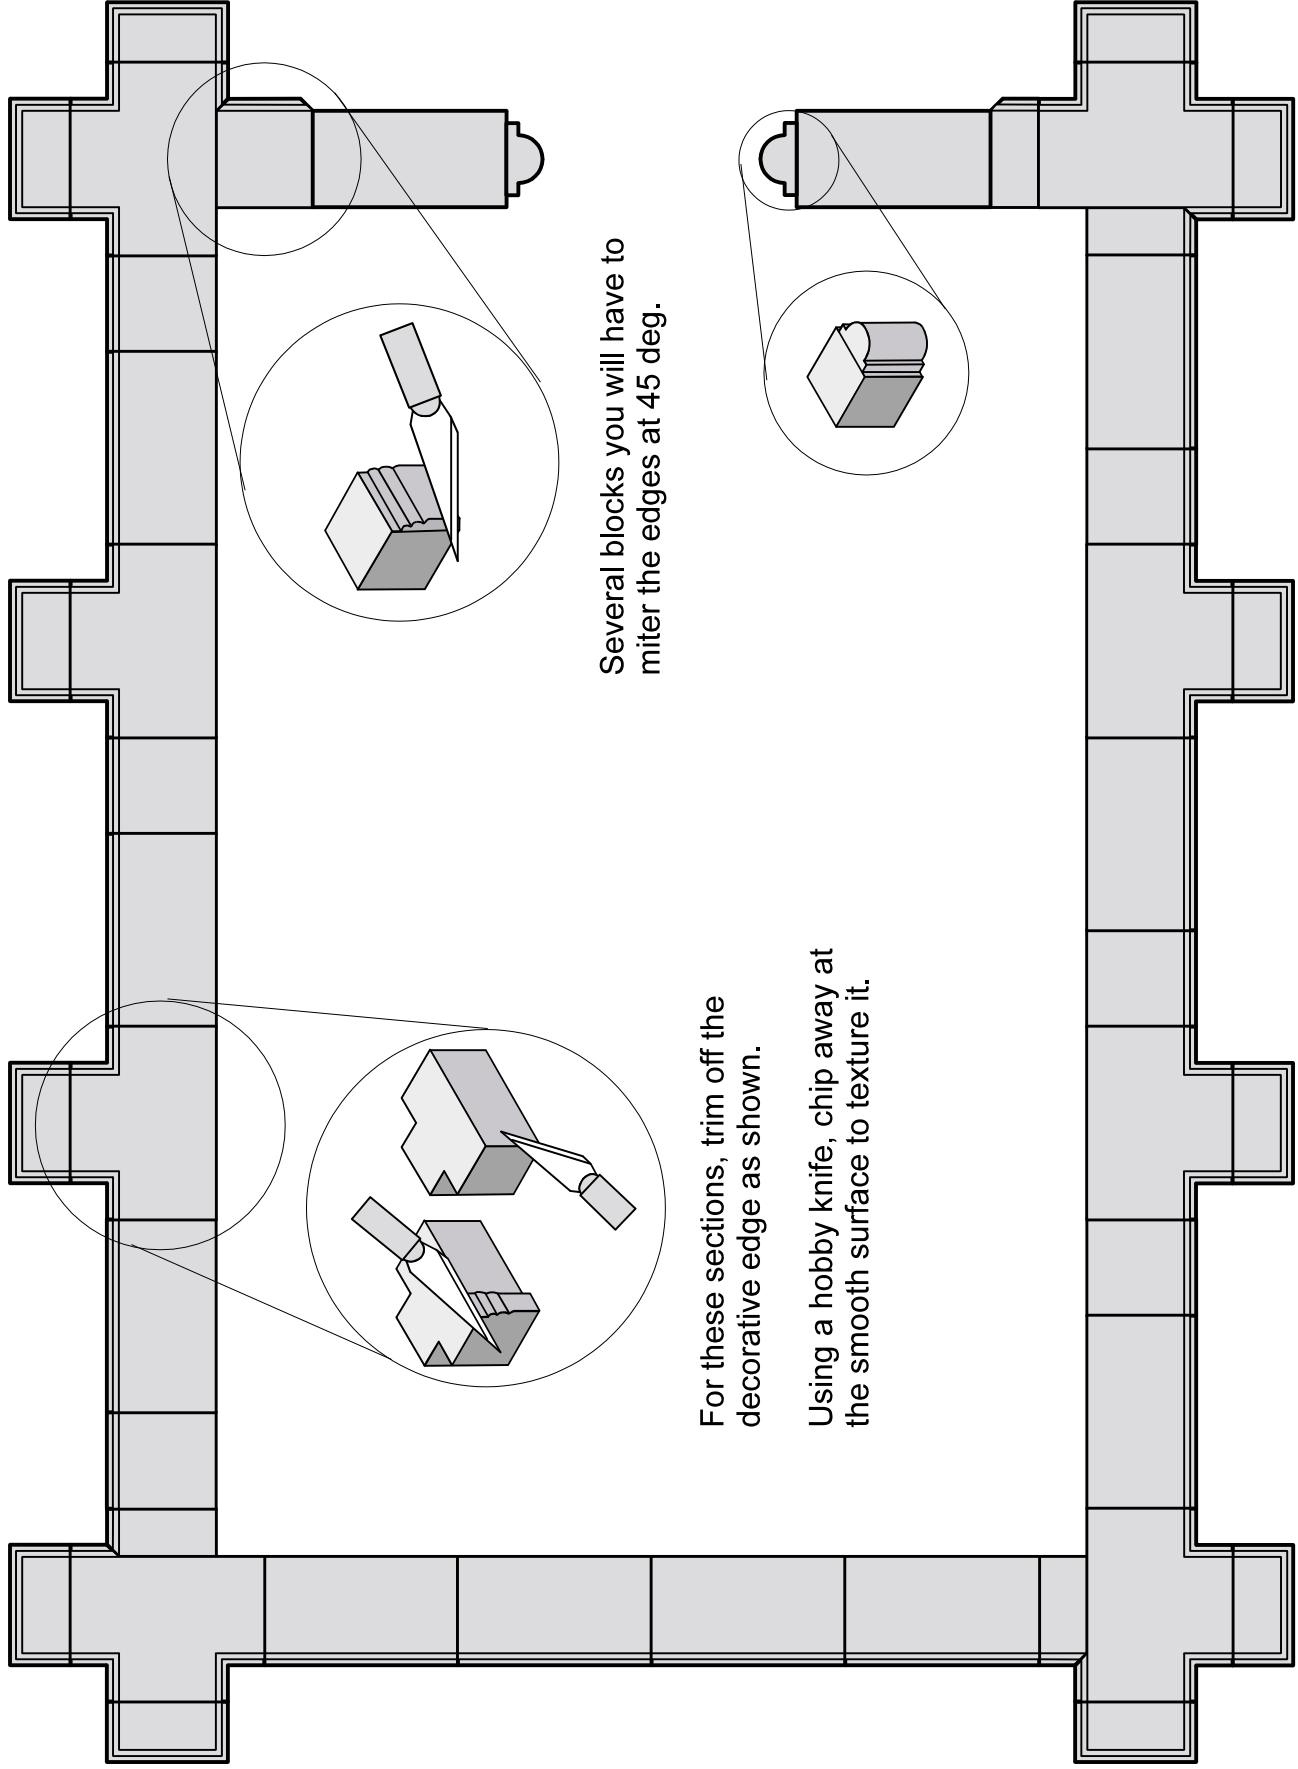 Several blocks you will have to
miter the edges at 45 deg.
For these sections, trim off the
decorative edge as shown.
Using a hobby knife, chip away at
the smooth surface to texture it.